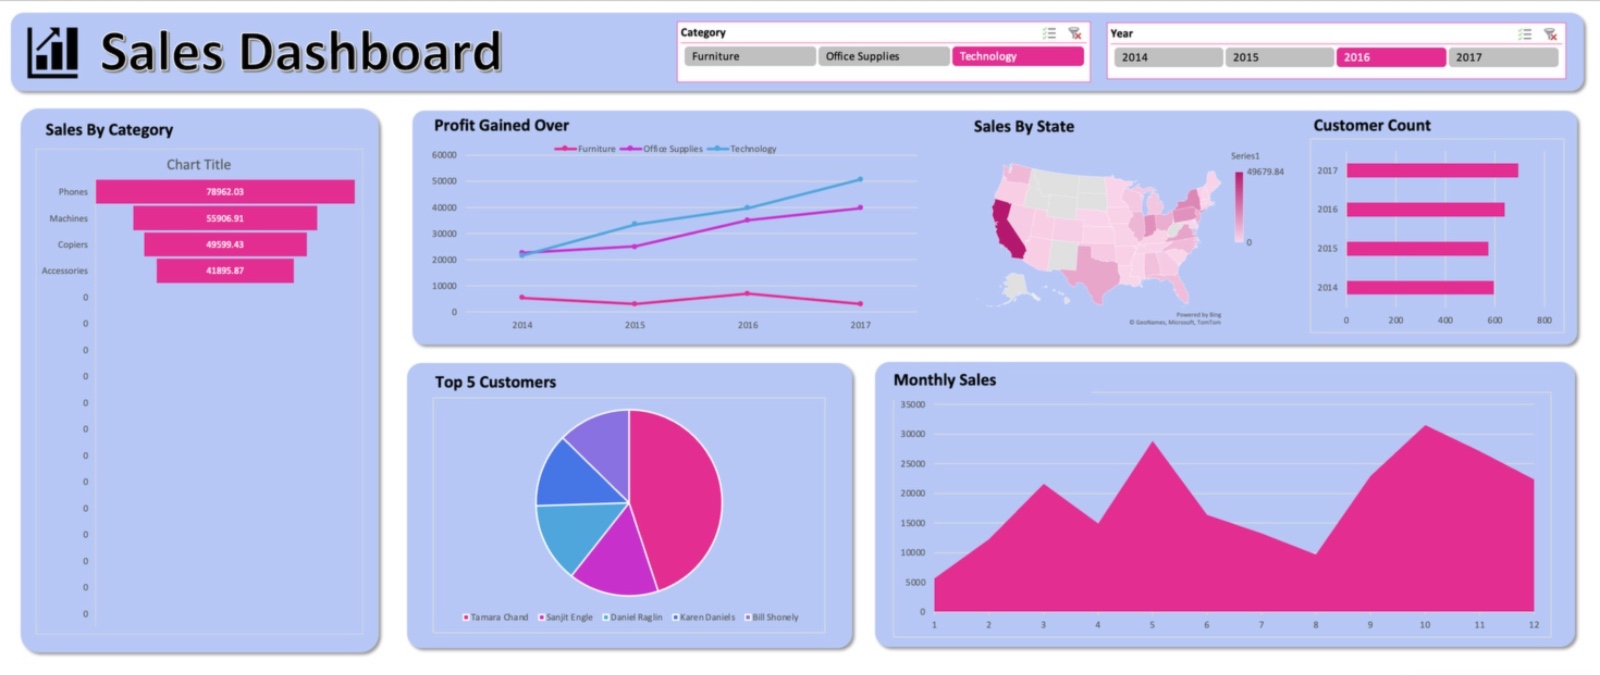 Sales Dashboard
Category
Furniture
Office Supplies
Technology
Year
2014
2015
2016
2017
Sales By Category
Chart Title
Phones
78962.03
Machines
55906.91
Copiers
49599.43
Accessories
41895.87
0
0
0
0
0
0
0
0
0
0
0
0
0
Profit Gained Over
Furniture Office Supplies Technology
60000
50000
40000
30000
20000
10000
0
2014 2015 2016 2017
Sales By State
Series1
49679.84
0
Powered by Bing
© GeoNames, Microsoft, TomTom
Customer Count
2017
2016
2015
2014
0 200 400 600 800
Top 5 Customers
Tamara Chand Sanjit Engle Daniel Raglin Karen Daniels Bill Shonely
Monthly Sales
35000
30000
25000
20000
15000
10000
5000
0
1 2 3 4 5 6 7 8 9 10 11 12